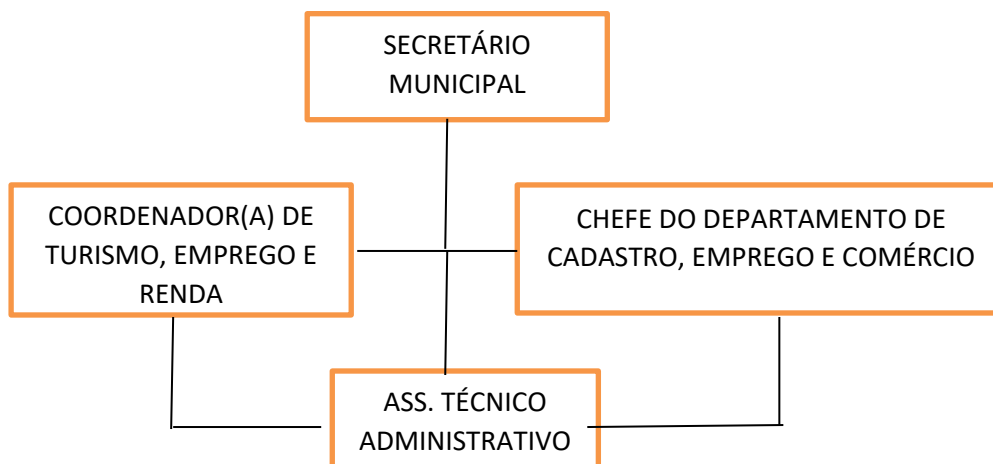 SECRETÁRIO
MUNICIPAL
COORDENADOR(A) DE
TURISMO, EMPREGO E
RENDA
CHEFE DO DEPARTAMENTO DE
CADASTRO, EMPREGO E COMÉRCIO
ASS. TÉCNICO
ADMINISTRATIVO